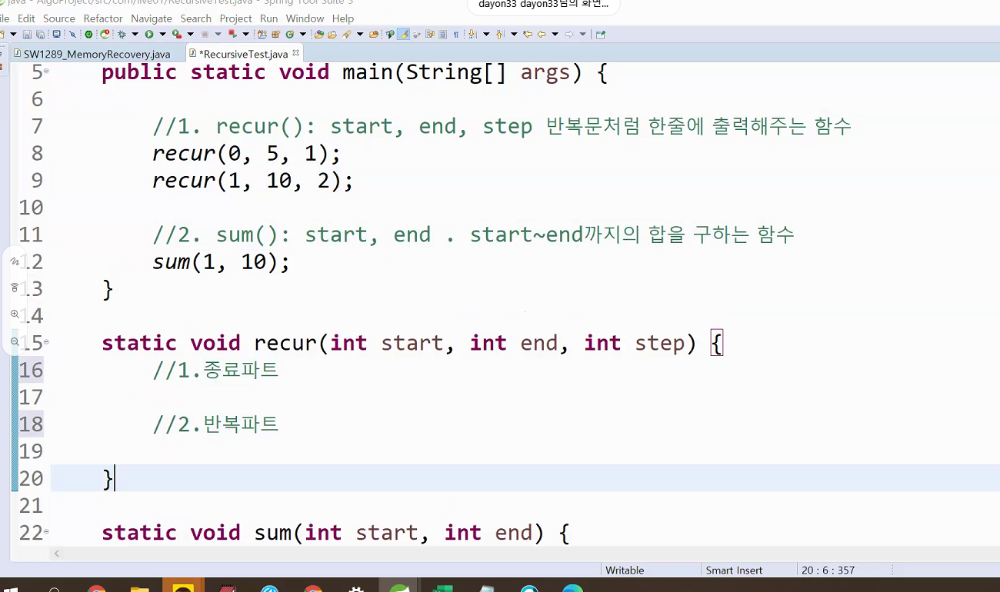 java - AlgoProject/src/com/live01/RecursiveTest.java - Spring Tool Suite 3
dayon33 dayon33님의 화면...
File Edit Source Refactor Navigate Search Project Run Window Help
SW1289_MemoryRecovery.java
*RecursiveTest.java
5 public static void main(String[] args) {
6
7 //1. recur(): start, end, step 반복문처럼 한줄에 출력해주는 함수
8 recur(0, 5, 1);
9 recur(1, 10, 2);
10
11 //2. sum(): start, end . start~end까지의 합을 구하는 함수
12 sum(1, 10);
13 }
14
15 static void recur(int start, int end, int step) {
16 //1.종료파트
17
18 //2.반복파트
19
20 }
21
22 static void sum(int start, int end) {
Writable
Smart Insert
20 : 6 : 357